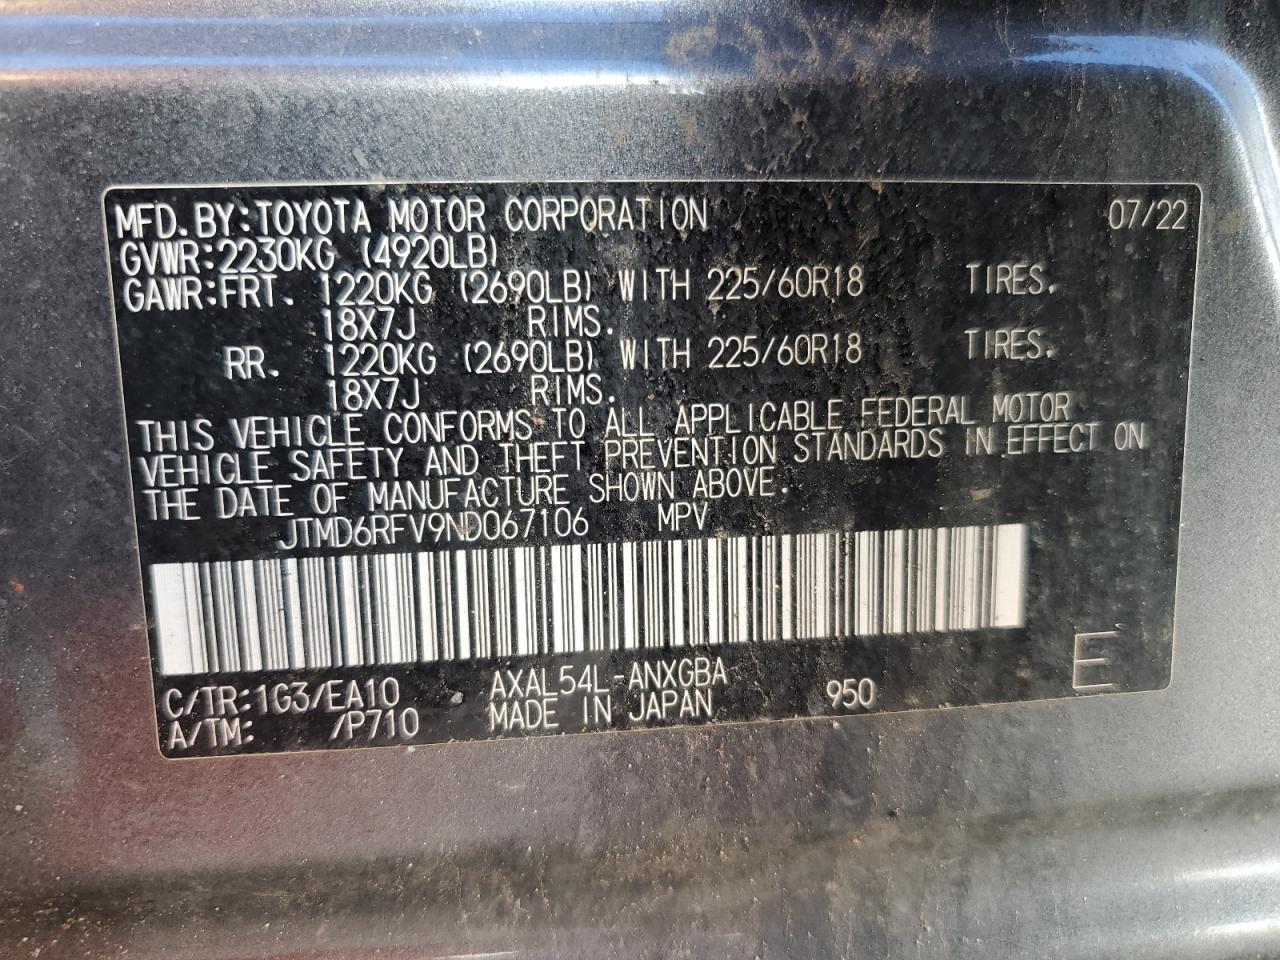 MFD.BY:TOYOTA MOTOR CORPORATION 07/22
GVWR:2230KG (4920LB)
GAWR:FRT. 1220KG (2690LB) WITH 225/60R18 TIRES.
18X7J RIMS.
RR. 1220KG (2690LB) WITH 225/60R18 TIRES.
18X7J RIMS.
THIS VEHICLE CONFORMS TO ALL APPLICABLE FEDERAL MOTOR
VEHICLE SAFETY AND THEFT PREVENTION STANDARDS IN EFFECT ON
THE DATE OF MANUFACTURE SHOWN ABOVE.
JTMD6RFV9ND067106 MPV
C/TR:1G3/EA10 AXAL54L-ANXGBA 950 E
A/TM: /P710 MADE IN JAPAN